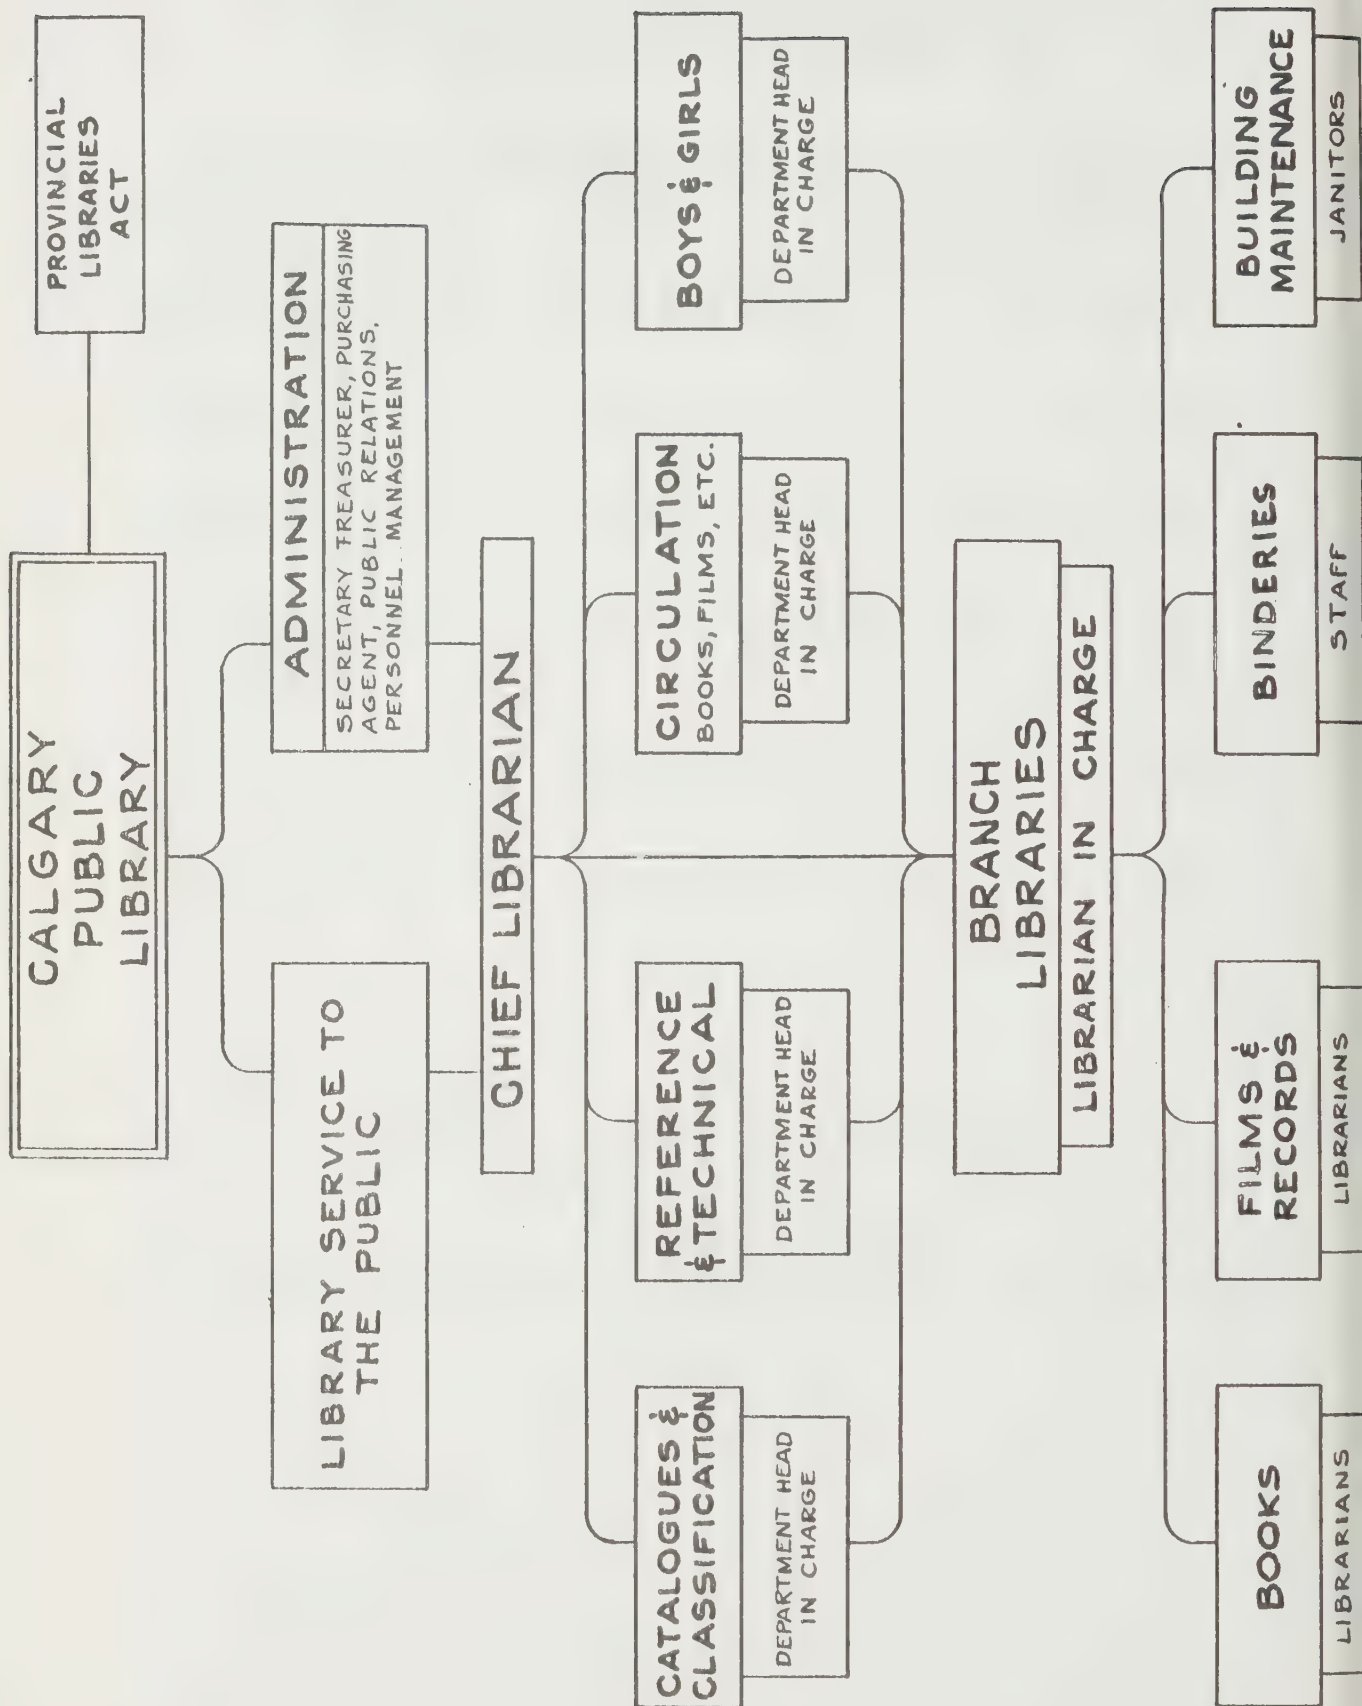 CALGARY
PUBLIC
LIBRARY
PROVINCIAL
LIBRARIES
ACT
LIBRARY SERVICE TO
THE PUBLIC
ADMINISTRATION
SECRETARY TREASURER, PURCHASING
AGENT, PUBLIC RELATIONS,
PERSONNEL MANAGEMENT
CHIEF LIBRARIAN
CATALOGUES &
CLASSIFICATION
DEPARTMENT HEAD
IN CHARGE
REFERENCE
& TECHNICAL
DEPARTMENT HEAD
IN CHARGE
CIRCULATION
BOOKS, FILMS, ETC.
DEPARTMENT HEAD
IN CHARGE
BOYS & GIRLS
DEPARTMENT HEAD
IN CHARGE
BRANCH
LIBRARIES
LIBRARIAN IN CHARGE
BOOKS
LIBRARIANS
FILMS &
RECORDS
LIBRARIANS
BINDERIES
STAFF
BUILDING
MAINTENANCE
JANITORS